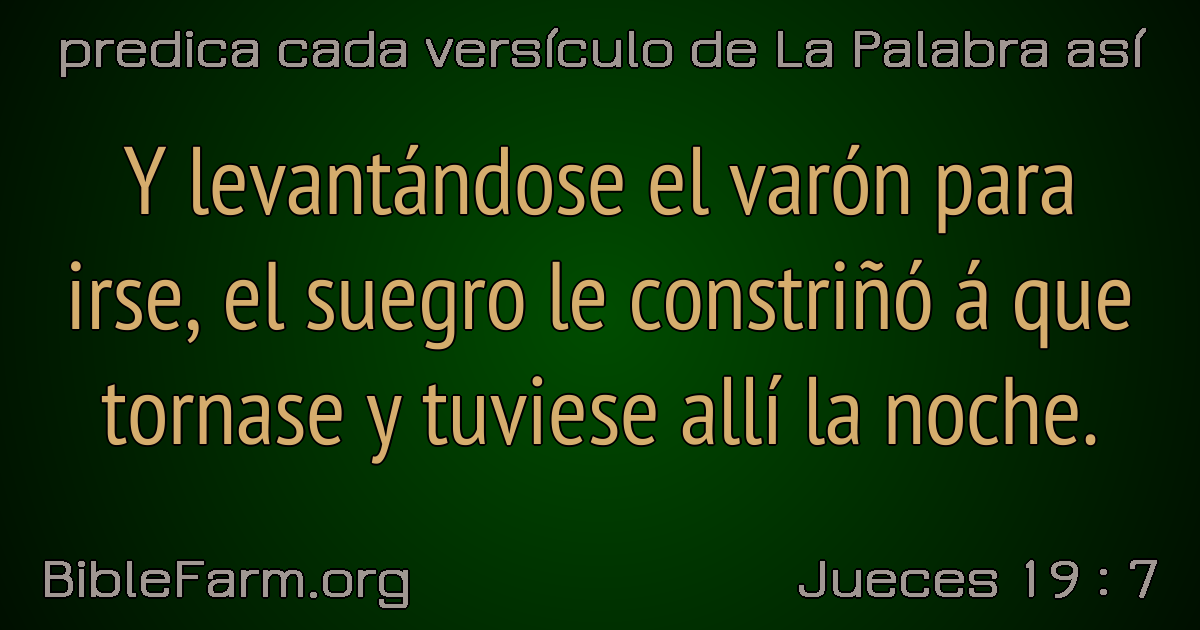 predica cada versículo de La Palabra así
Y levantándose el varón para
irse, el suegro le constriñó á que
tornase y tuviese allí la noche.
BibleFarm.org
Jueces 19 : 7